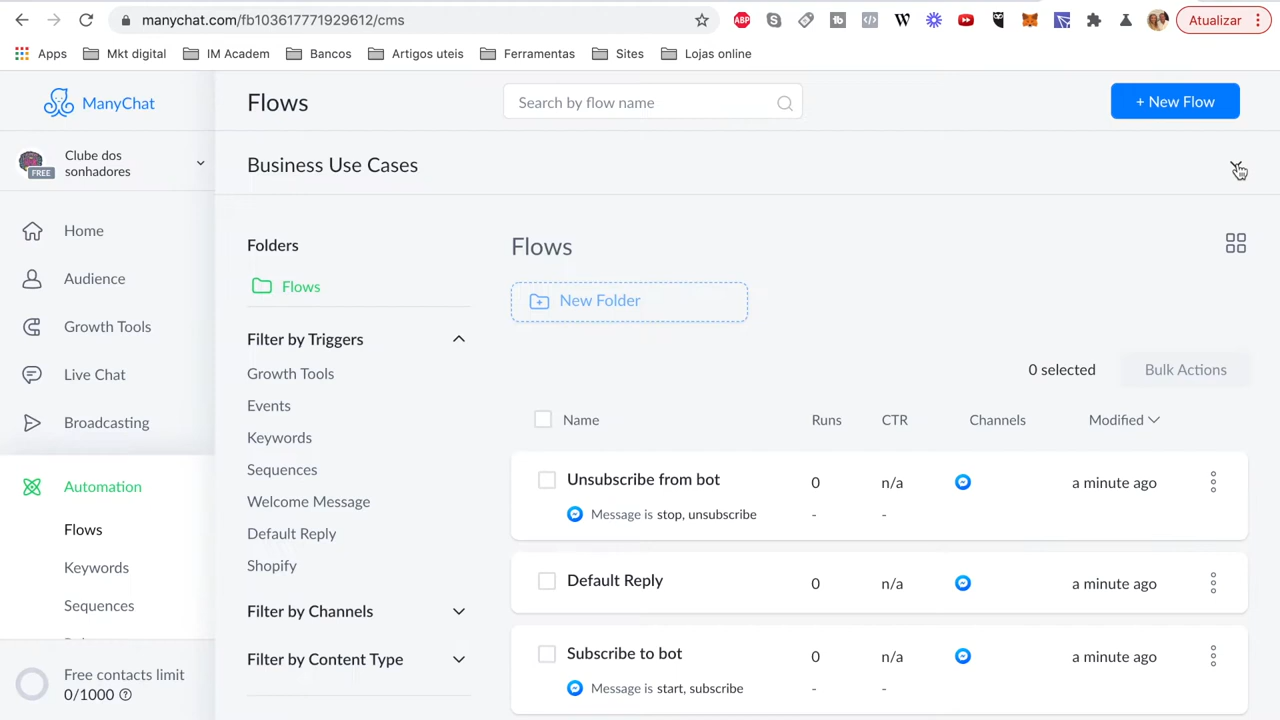 manychat.com/fb103617771929612/cms
ABP
W
Atualizar
Apps
Mkt digital
IM Academ
Bancos
Artigos uteis
Ferramentas
Sites
Lojas online
ManyChat
Flows
Search by flow name
+ New Flow
Clube dos
sonhadores
FREE
Business Use Cases
Home
Audience
Growth Tools
Live Chat
Broadcasting
Automation
Flows
Keywords
Sequences
Free contacts limit
0/1000
Folders
Flows
Filter by Triggers
Growth Tools
Events
Keywords
Sequences
Welcome Message
Default Reply
Shopify
Filter by Channels
Filter by Content Type
Flows
New Folder
0 selected
Bulk Actions
Name Runs CTR Channels Modified
Unsubscribe from bot 0 n/a a minute ago
Message is stop, unsubscribe - -
Default Reply 0 n/a a minute ago
Subscribe to bot 0 n/a a minute ago
Message is start, subscribe - -